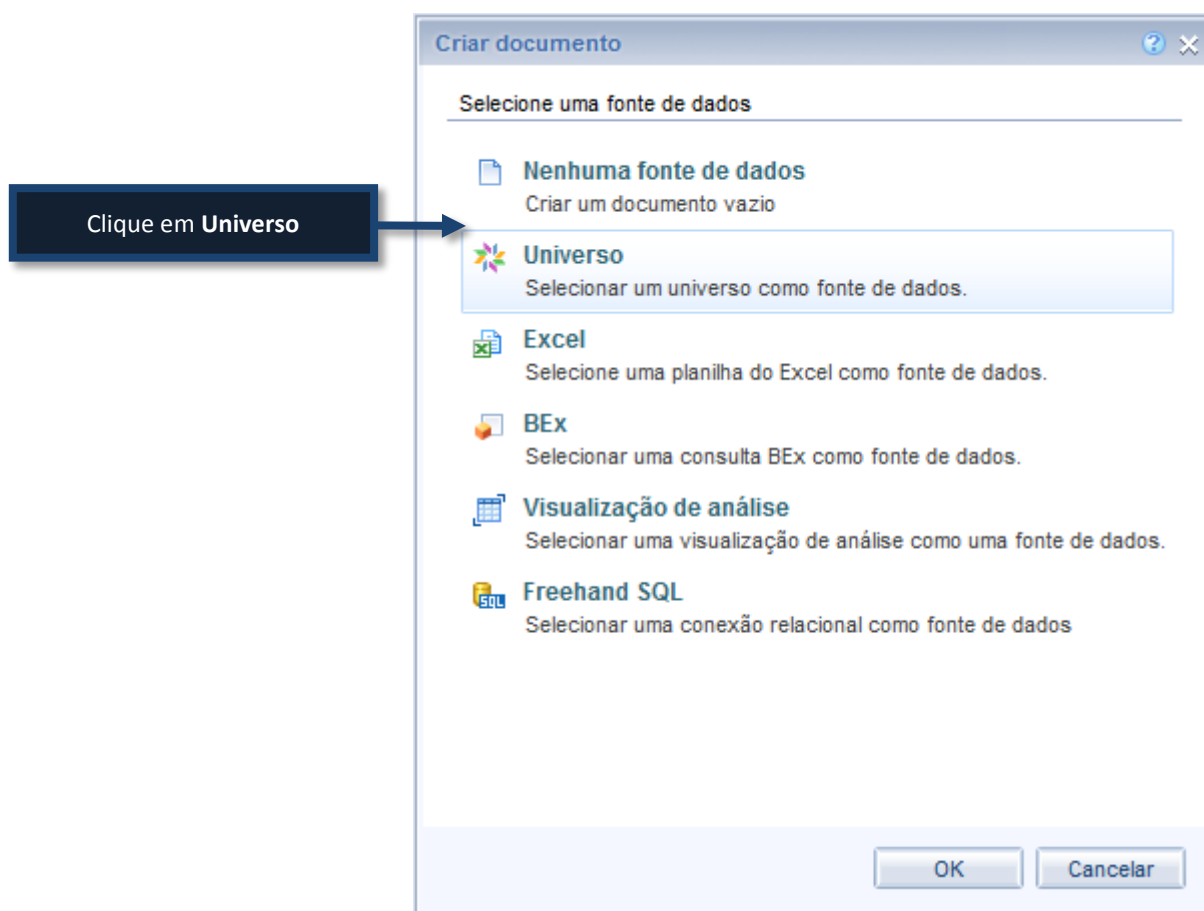 Criar documento
Selecione uma fonte de dados
Nenhuma fonte de dados
Criar um documento vazio
Clique em Universo
Universo
Selecionar um universo como fonte de dados.
Excel
Selecione uma planilha do Excel como fonte de dados.
BEx
Selecionar uma consulta BEx como fonte de dados.
Visualização de análise
Selecionar uma visualização de análise como uma fonte de dados.
SQL
Freehand SQL
Selecionar uma conexão relacional como fonte de dados
OK
Cancelar